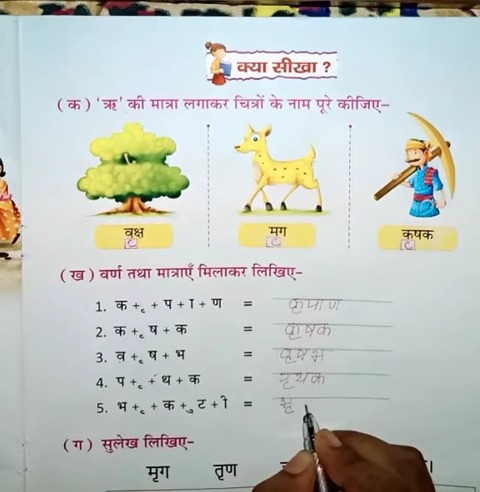 क्या सीखा ?
(क) 'ऋ' की मात्रा लगाकर चित्रों के नाम पूरे कीजिए–
वृक्ष मृग कृषक
(ख) वर्ण तथा मात्राएँ मिलाकर लिखिए–
1. क + ृ + प + ा + ण = कृपाण
2. क + ृ + ष + क = कृषक
3. व + ृ + ष + भ = वृषभ
4. प + ृ + थ + क = पृथक
5. भ + ृ + क + ु + ट + ी = भृ
(ग) सुलेख लिखिए–
मृग तृण